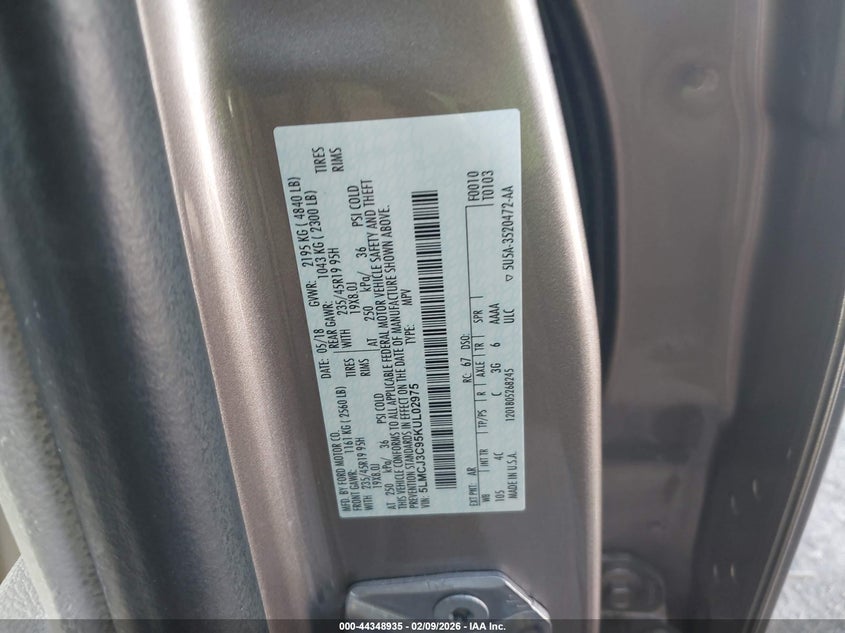 MFD. BY FORD MOTOR CO.
DATE: 05/18 GVWR: 2195 KG ( 4840 LB)
FRONT GAWR: 1161 KG ( 2560 LB) REAR GAWR: 1043 KG ( 2300 LB)
WITH 235/45R19 95H TIRES WITH 235/45R19 95H TIRES
19X8.0J RIMS 19X8.0J RIMS
AT 250 kPa/ 36 PSI COLD AT 250 kPa/ 36 PSI COLD
THIS VEHICLE CONFORMS TO ALL APPLICABLE FEDERAL MOTOR VEHICLE SAFETY AND THEFT
PREVENTION STANDARDS IN EFFECT ON THE DATE OF MANUFACTURE SHOWN ABOVE.
VIN: 5LMCJ3C95KUL02975 TYPE: MPV
F0010
T0103
EXT PNT: AR RC: 67 DSO:
WB INT TR TP/PS R AXLE TR SPR
105 4C C 3G 6 AAAA
MADE IN U.S.A. 1201805268245 ULC
5U5A-3520472-AA
000-44348935 - 02/09/2026 - IAA Inc.